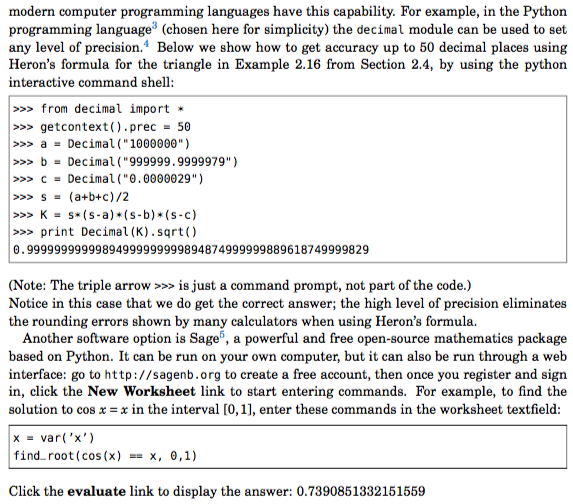 modern computer programming languages have this capability. For example, in the Python
programming language3 (chosen here for simplicity) the decimal module can be used to set
any level of precision.4 Below we show how to get accuracy up to 50 decimal places using
Heron's formula for the triangle in Example 2.16 from Section 2.4, by using the python
interactive command shell:
>>> from decimal import *
>>> getcontext().prec = 50
>>> a = Decimal("1000000")
>>> b = Decimal("999999.9999979")
>>> c = Decimal("0.0000029")
>>> s = (a+b+c)/2
>>> K = s*(s-a)*(s-b)*(s-c)
>>> print Decimal(K).sqrt()
0.99999999999894999999999894874999999889618749999829
(Note: The triple arrow >>> is just a command prompt, not part of the code.)
Notice in this case that we do get the correct answer; the high level of precision eliminates
the rounding errors shown by many calculators when using Heron's formula.
Another software option is Sage5, a powerful and free open-source mathematics package
based on Python. It can be run on your own computer, but it can also be run through a web
interface: go to http://sagenb.org to create a free account, then once you register and sign
in, click the New Worksheet link to start entering commands. For example, to find the
solution to cos x = x in the interval [0,1], enter these commands in the worksheet textfield:
x = var('x')
find_root(cos(x) == x, 0,1)
Click the evaluate link to display the answer: 0.7390851332151559